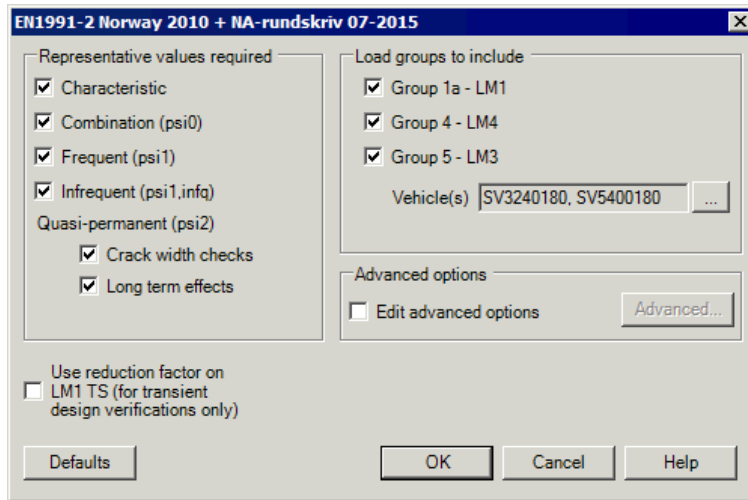 EN1991-2 Norway 2010 + NA-rundskriv 07-2015
Representative values required
Characteristic
Combination (psi0)
Frequent (psi1)
Infrequent (psi1,infq)
Quasi-permanent (psi2)
Crack width checks
Long term effects
Load groups to include
Group 1a - LM1
Group 4 - LM4
Group 5 - LM3
Vehicle(s) SV3240180, SV5400180 ...
Advanced options
Edit advanced options Advanced...
Use reduction factor on
LM1 TS (for transient
design verifications only)
Defaults OK Cancel Help